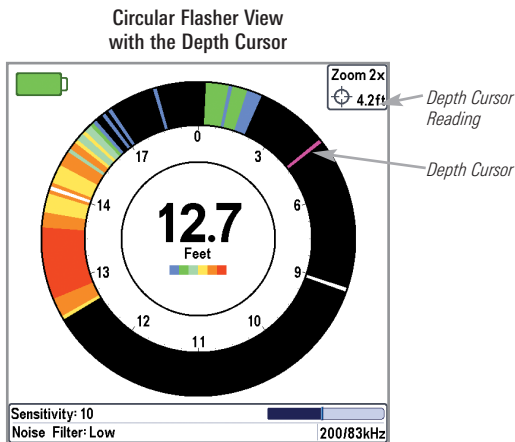 Circular Flasher View
with the Depth Cursor
Zoom 2x
4.2ft
Depth Cursor
Reading
Depth Cursor
0
17
3
14
6
12.7
Feet
13
9
12
10
11
Sensitivity: 10
Noise Filter: Low
200/83kHz